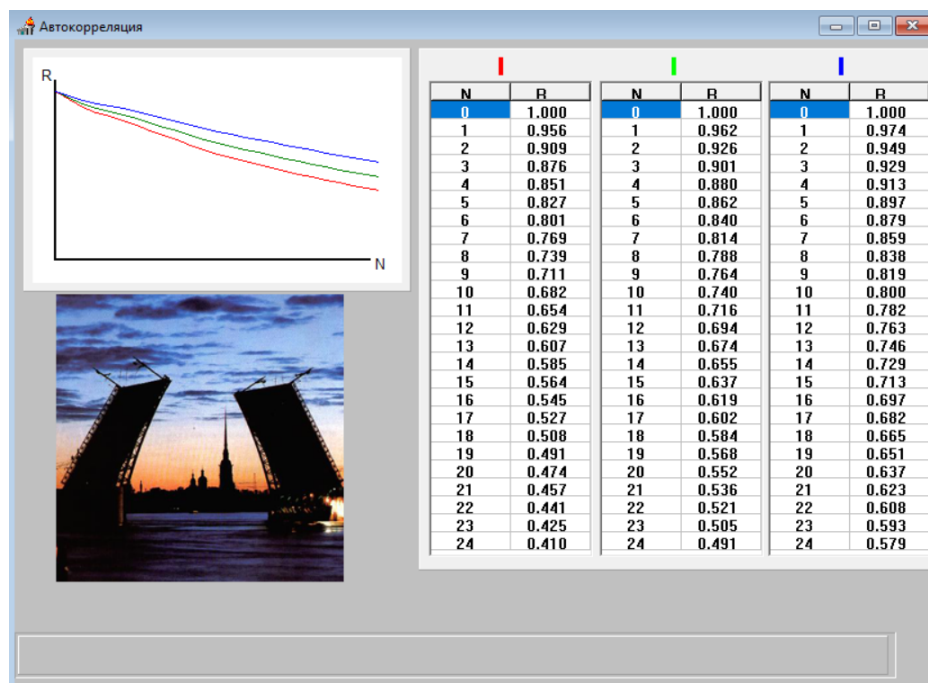 Автокорреляция
R
N
N R N R N R
0 1.000 0 1.000 0 1.000
1 0.956 1 0.962 1 0.974
2 0.909 2 0.926 2 0.949
3 0.876 3 0.901 3 0.929
4 0.851 4 0.880 4 0.913
5 0.827 5 0.862 5 0.897
6 0.801 6 0.840 6 0.879
7 0.769 7 0.814 7 0.859
8 0.739 8 0.788 8 0.838
9 0.711 9 0.764 9 0.819
10 0.682 10 0.740 10 0.800
11 0.654 11 0.716 11 0.782
12 0.629 12 0.694 12 0.763
13 0.607 13 0.674 13 0.746
14 0.585 14 0.655 14 0.729
15 0.564 15 0.637 15 0.713
16 0.545 16 0.619 16 0.697
17 0.527 17 0.602 17 0.682
18 0.508 18 0.584 18 0.665
19 0.491 19 0.568 19 0.651
20 0.474 20 0.552 20 0.637
21 0.457 21 0.536 21 0.623
22 0.441 22 0.521 22 0.608
23 0.425 23 0.505 23 0.593
24 0.410 24 0.491 24 0.579